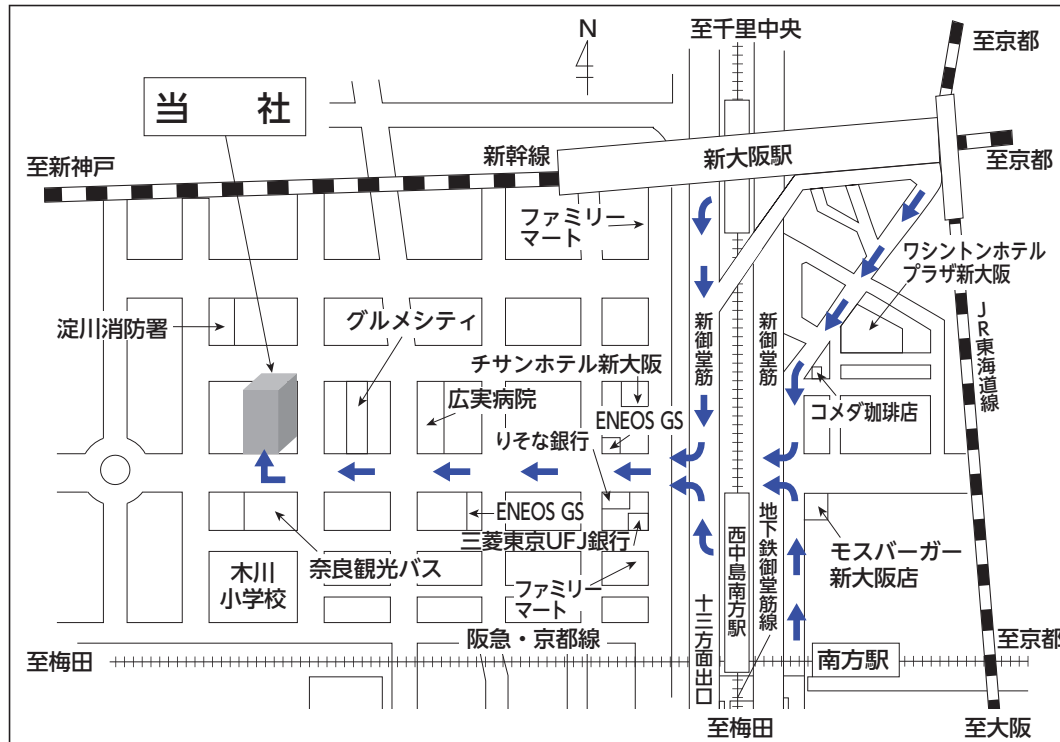 至千里中央
至京都
N
当 社
至新神戸
新幹線
新大阪駅
至京都
ファミリー
マート
ワシントンホテル
プラザ新大阪
淀川消防署
グルメシティ
新御堂筋
新御堂筋
JR東海道線
チサンホテル新大阪
広実病院
ENEOS GS
りそな銀行
コメダ珈琲店
ENEOS GS
三菱東京UFJ銀行
奈良観光バス
木川
小学校
ファミリー
マート
西中島南方駅
地下鉄御堂筋線
モスバーガー
新大阪店
十三方面出口
阪急・京都線
至梅田
南方駅
至京都
至梅田
至大阪